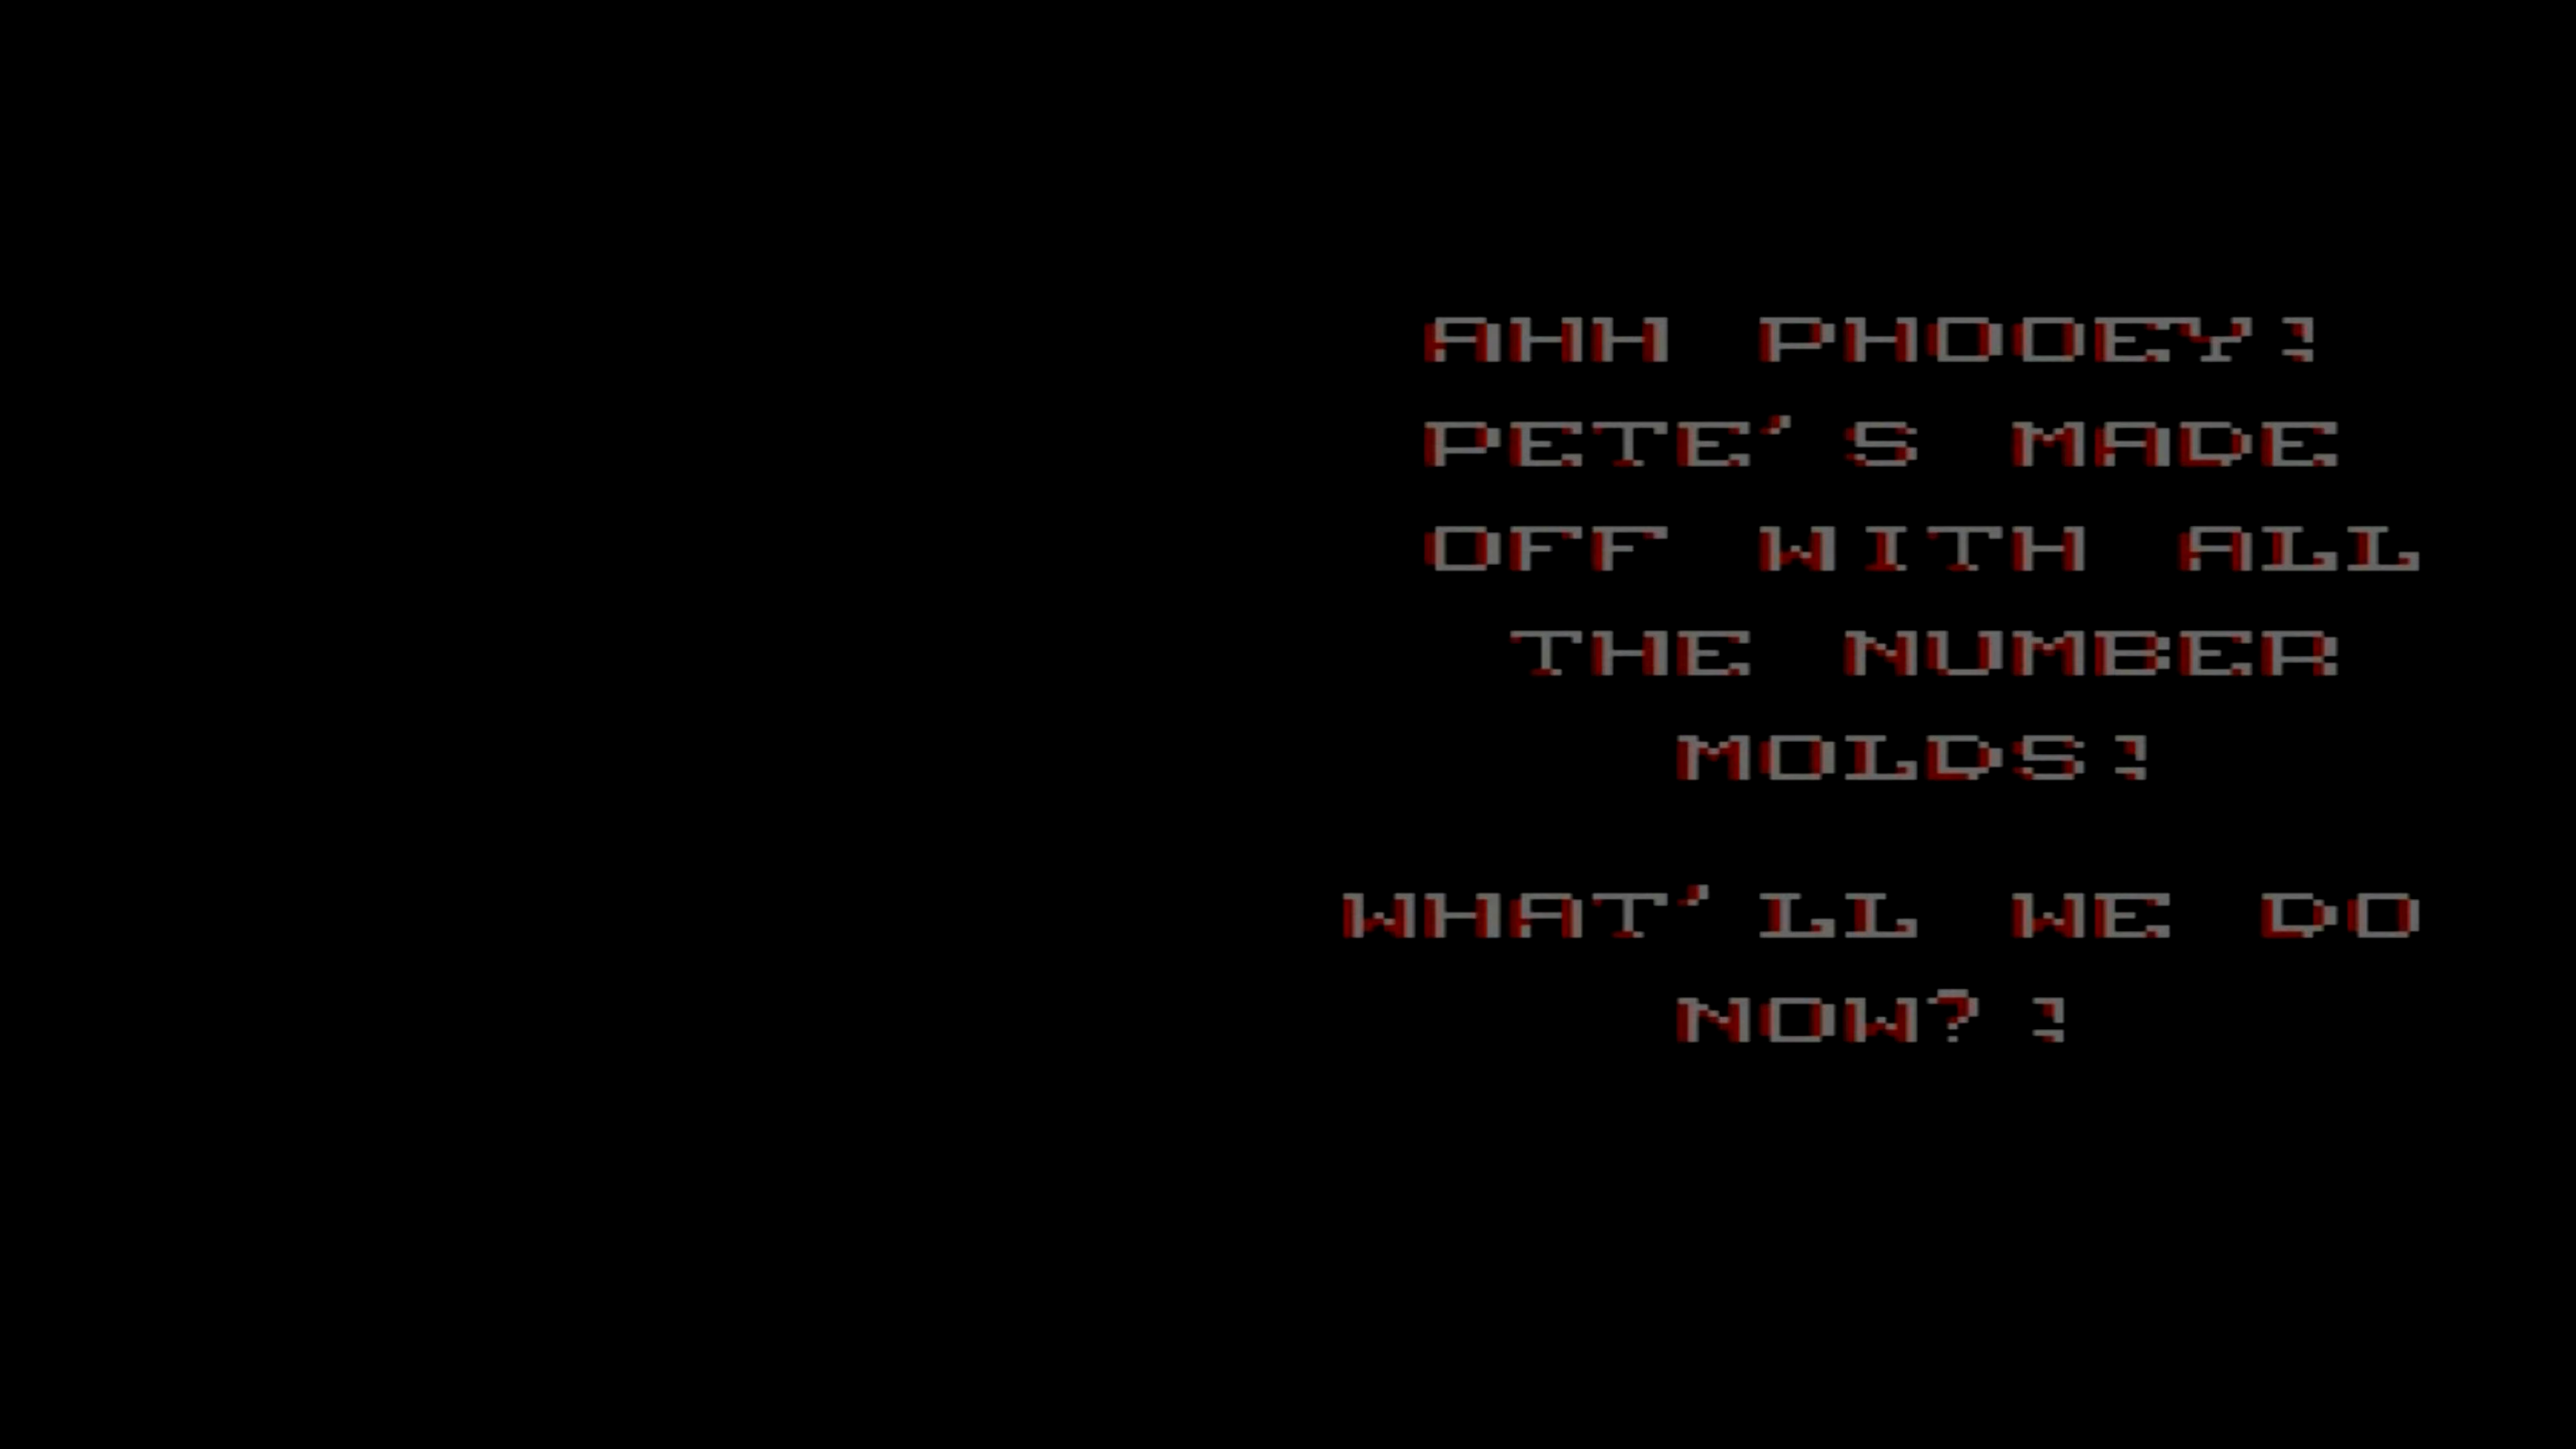 AHH PHOOEY!
PETE'S MADE
OFF WITH ALL
THE NUMBER
MOLDS!
WHAT'LL WE DO
NOW?!